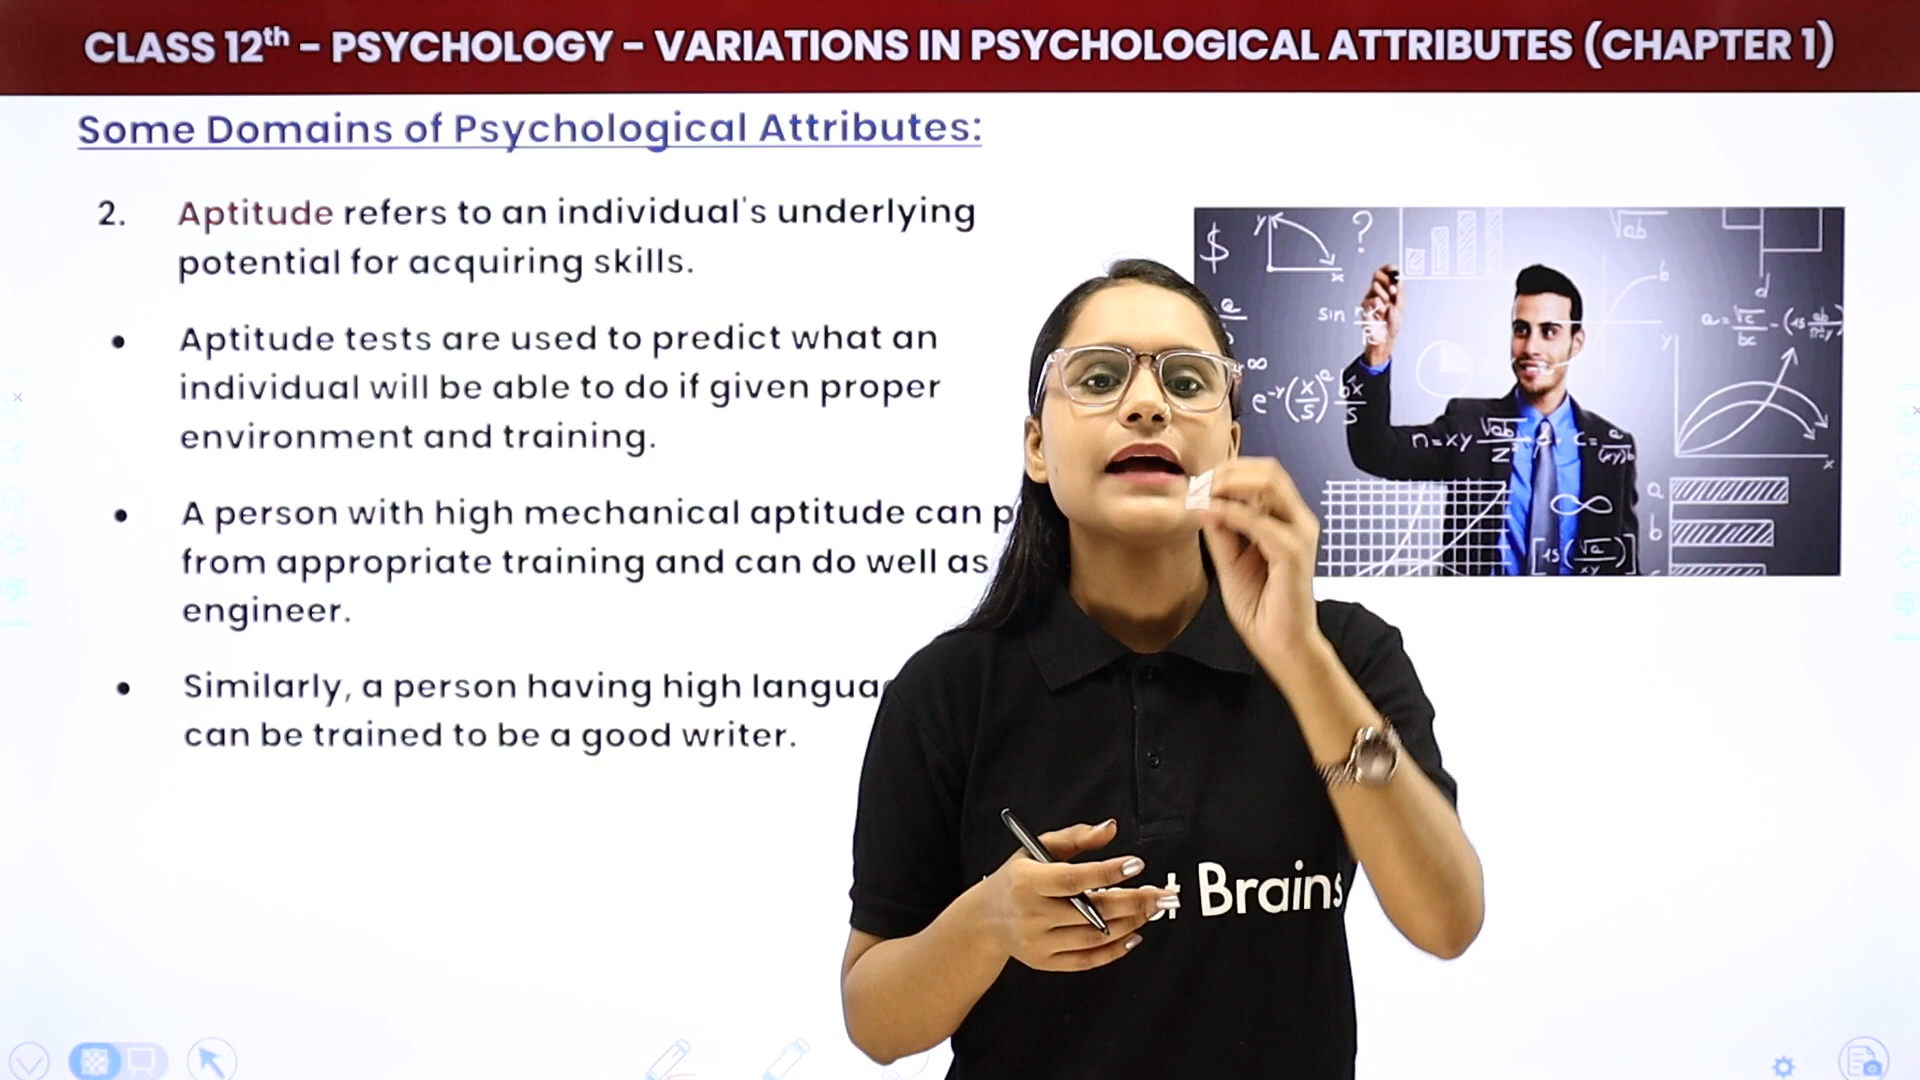 CLASS 12th – PSYCHOLOGY – VARIATIONS IN PSYCHOLOGICAL ATTRIBUTES (CHAPTER 1)
Some Domains of Psychological Attributes:
2. Aptitude refers to an individual's underlying
potential for acquiring skills.
• Aptitude tests are used to predict what an
individual will be able to do if given proper
environment and training.
• A person with high mechanical aptitude can
from appropriate training and can do well as
engineer.
• Similarly, a person having high
can be trained to be a good writer.
$
y
x
?
sin
∞
n=xy
a
b
Brains